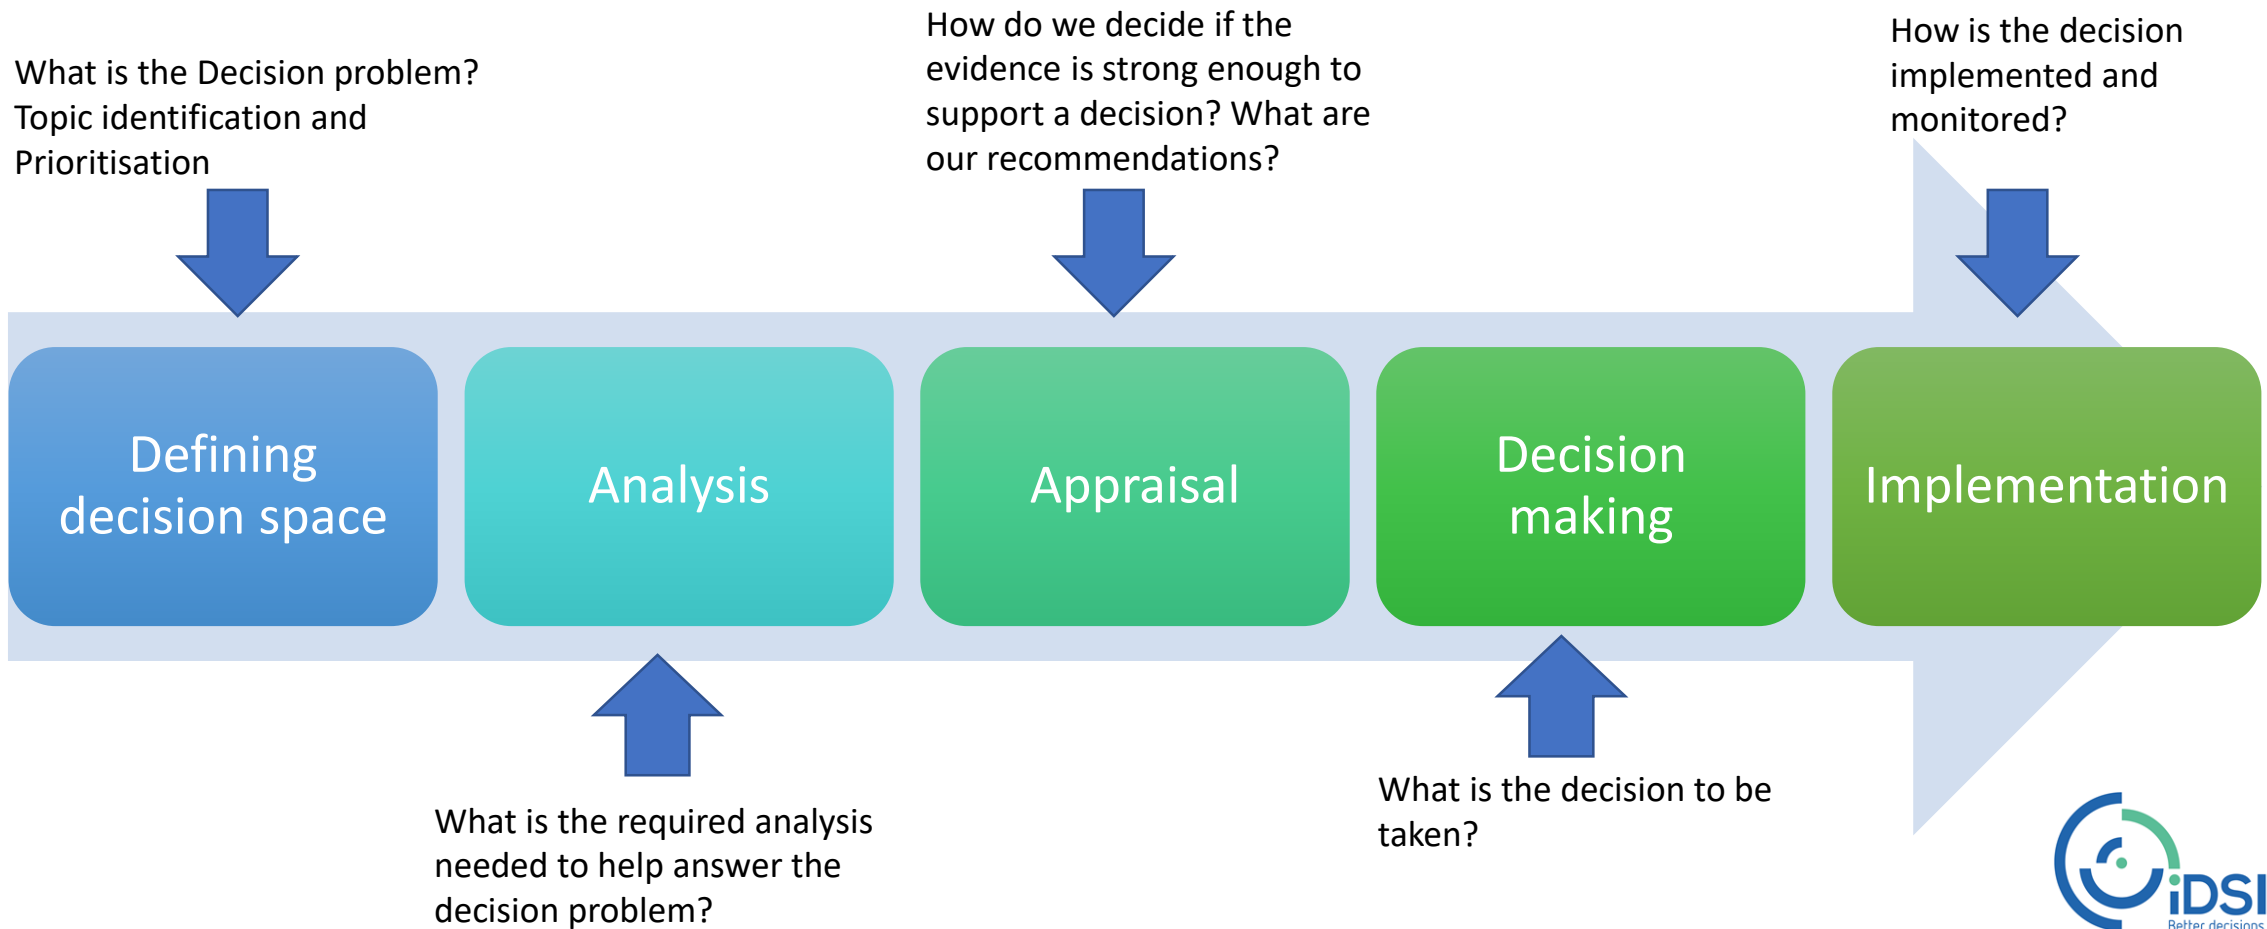 What is the Decision problem?
Topic identification and
Prioritisation
How do we decide if the
evidence is strong enough to
support a decision? What are
our recommendations?
How is the decision
implemented and
monitored?
Defining
decision space
Analysis
Appraisal
Decision
making
Implementation
What is the required analysis
needed to help answer the
decision problem?
What is the decision to be
taken?
iDSI
Better decisions